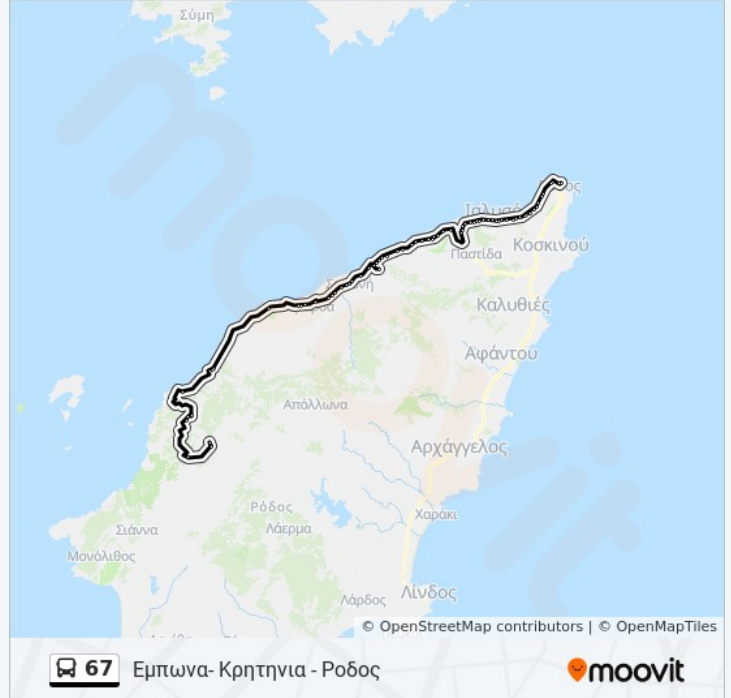 Σύμη
Κοσκινού
Παστίδα
Καλυθιές
Αφάντου
Απόλλωνα
Αρχάγγελος
Ρόδος
Χαράκι
Σιάννα
Λάερμα
Μονόλιθος
Λίνδος
Λάρδος
© OpenStreetMap contributors | © OpenMapTiles
67 Εμπωνα- Κρητηνια - Ροδος
moovit